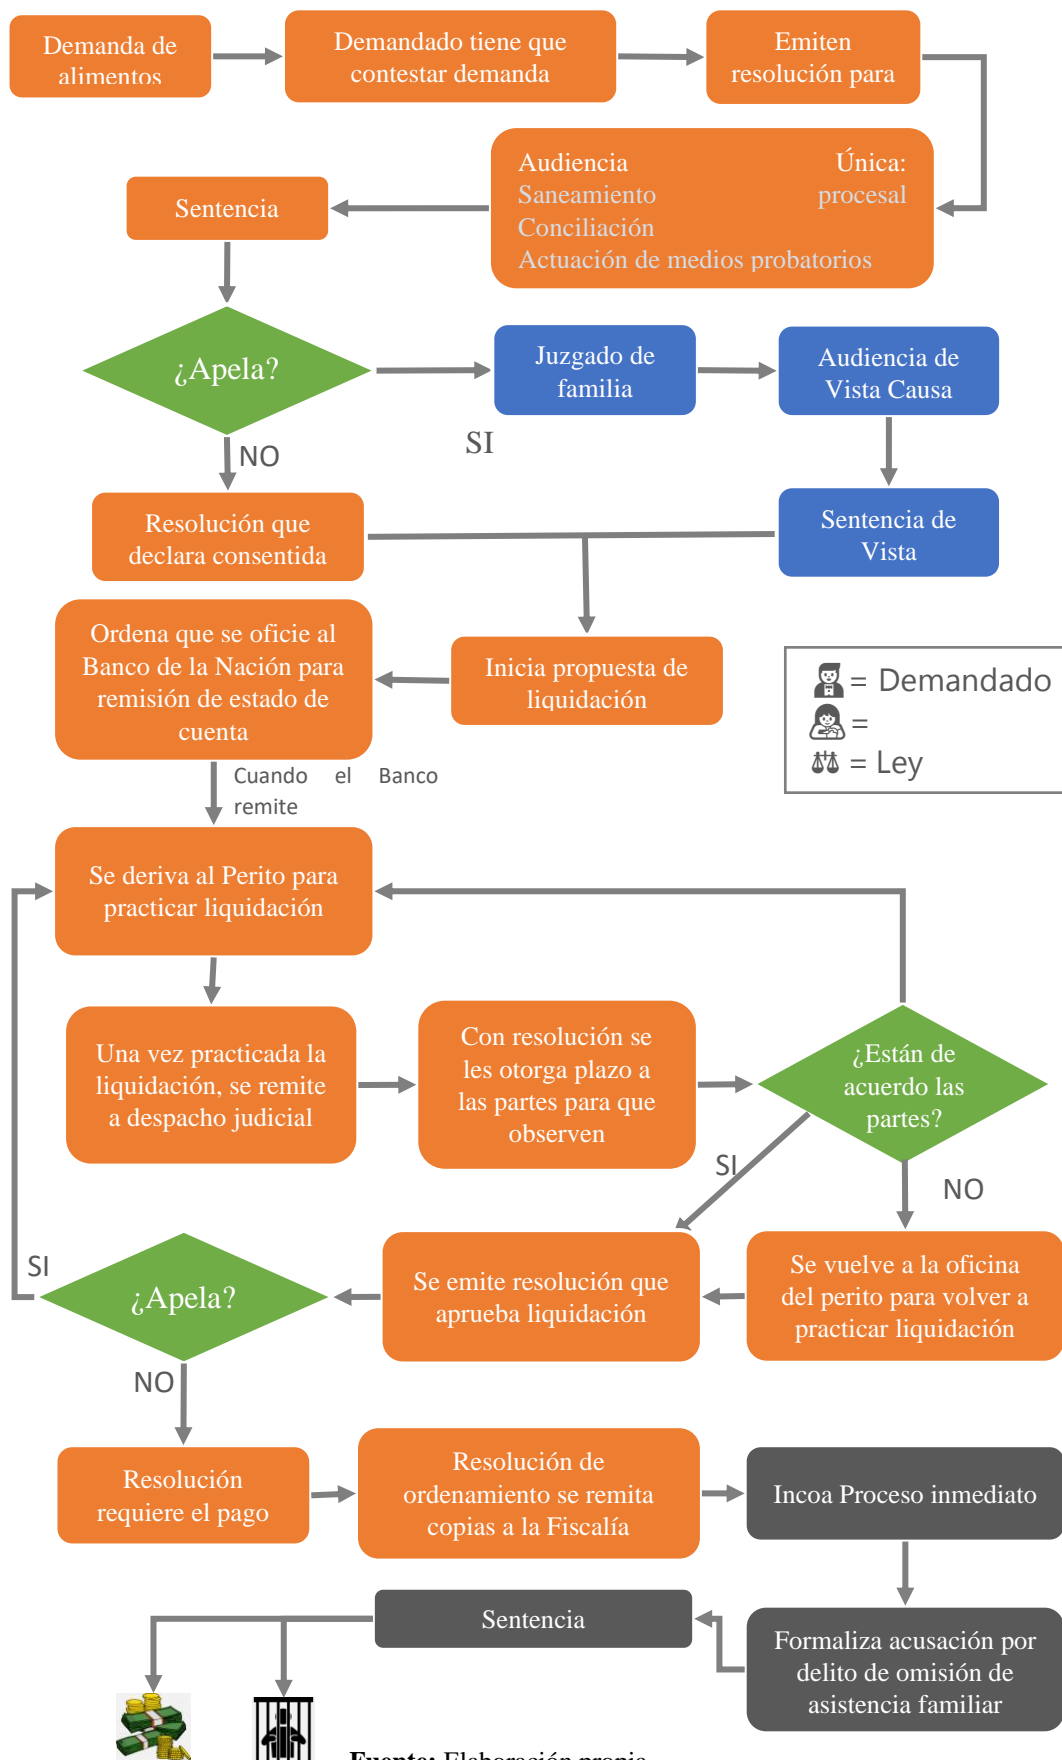 Demanda de
alimentos
Demandado tiene que
contestar demanda
Emiten
resolución para
Audiencia Única:
Saneamiento procesal
Conciliación
Actuación de medios probatorios
Sentencia
¿Apela?
SI
NO
Juzgado de
familia
Audiencia de
Vista Causa
Sentencia de
Vista
Resolución que
declara consentida
Inicia propuesta de
liquidación
Ordena que se oficie al
Banco de la Nación para
remisión de estado de
cuenta
= Demandado
=
= Ley
Cuando el Banco
remite
Se deriva al Perito para
practicar liquidación
Una vez practicada la
liquidación, se remite
a despacho judicial
Con resolución se
les otorga plazo a
las partes para que
observen
¿Están de
acuerdo las
partes?
SI
NO
Se vuelve a la oficina
del perito para volver a
practicar liquidación
Se emite resolución que
aprueba liquidación
¿Apela?
SI
NO
Resolución
requiere el pago
Resolución de
ordenamiento se remita
copias a la Fiscalía
Incoa Proceso inmediato
Formaliza acusación por
delito de omisión de
asistencia familiar
Sentencia
Fuente: Elaboración propia